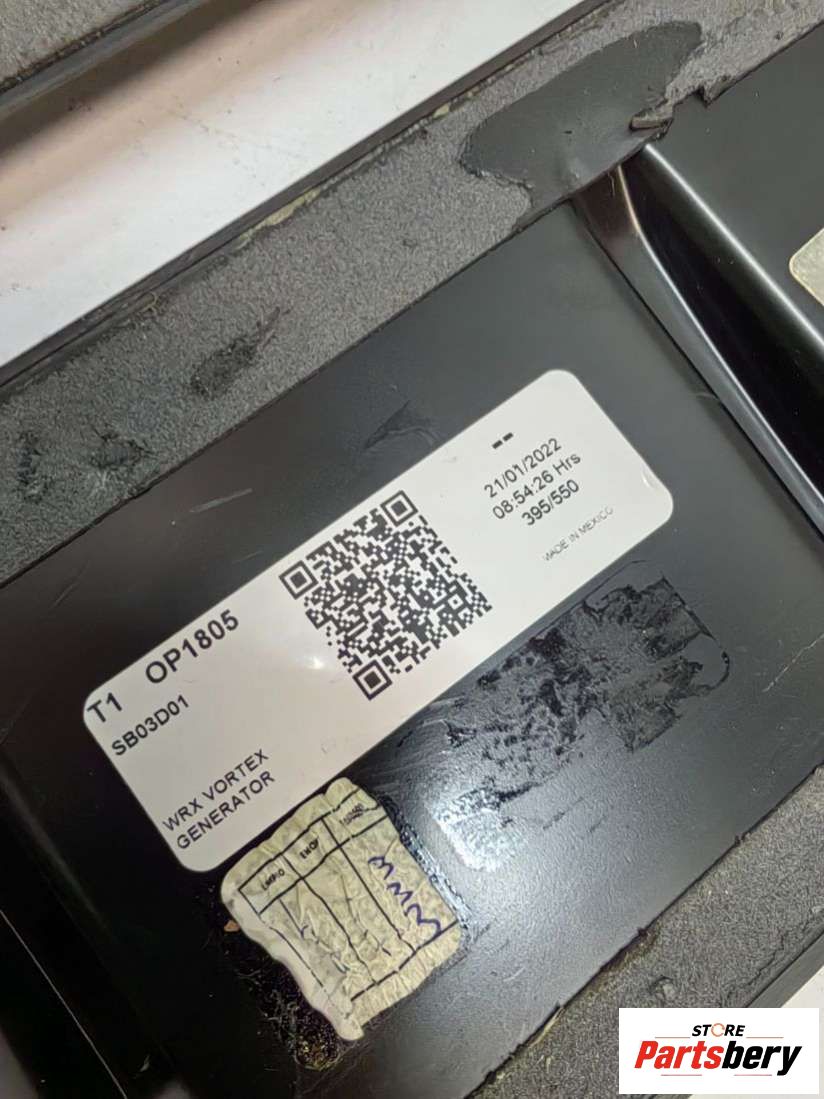 --
21/01/2022
08:54:26 Hrs
395/550
MADE IN MEXICO
T1 OP1805
SB03D01
WRX VORTEX
GENERATOR
STORE
Partsbery